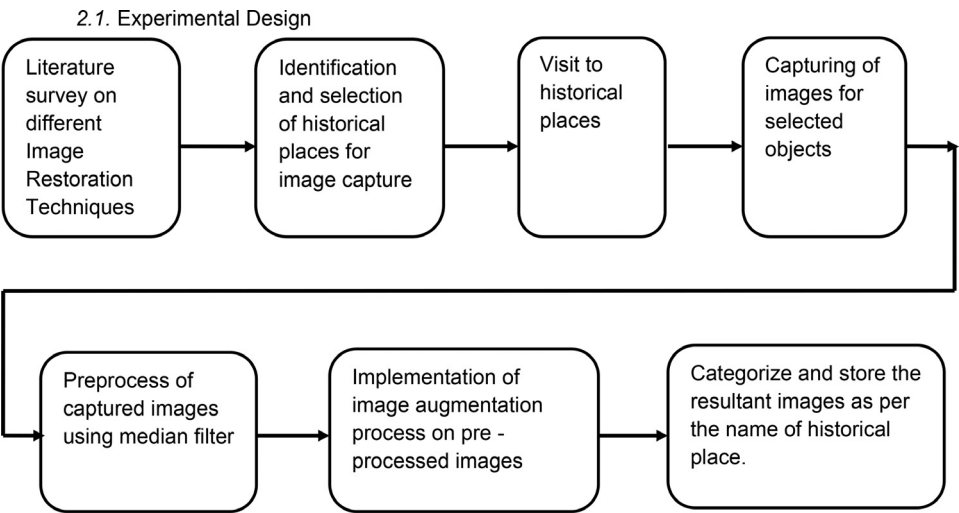 2.1. Experimental Design
Literature
survey on
different
Image
Restoration
Techniques
Identification
and selection
of historical
places for
image capture
Visit to
historical
places
Capturing of
images for
selected
objects
Preprocess of
captured images
using median filter
Implementation of
image augmentation
process on pre -
processed images
Categorize and store the
resultant images as per
the name of historical
place.